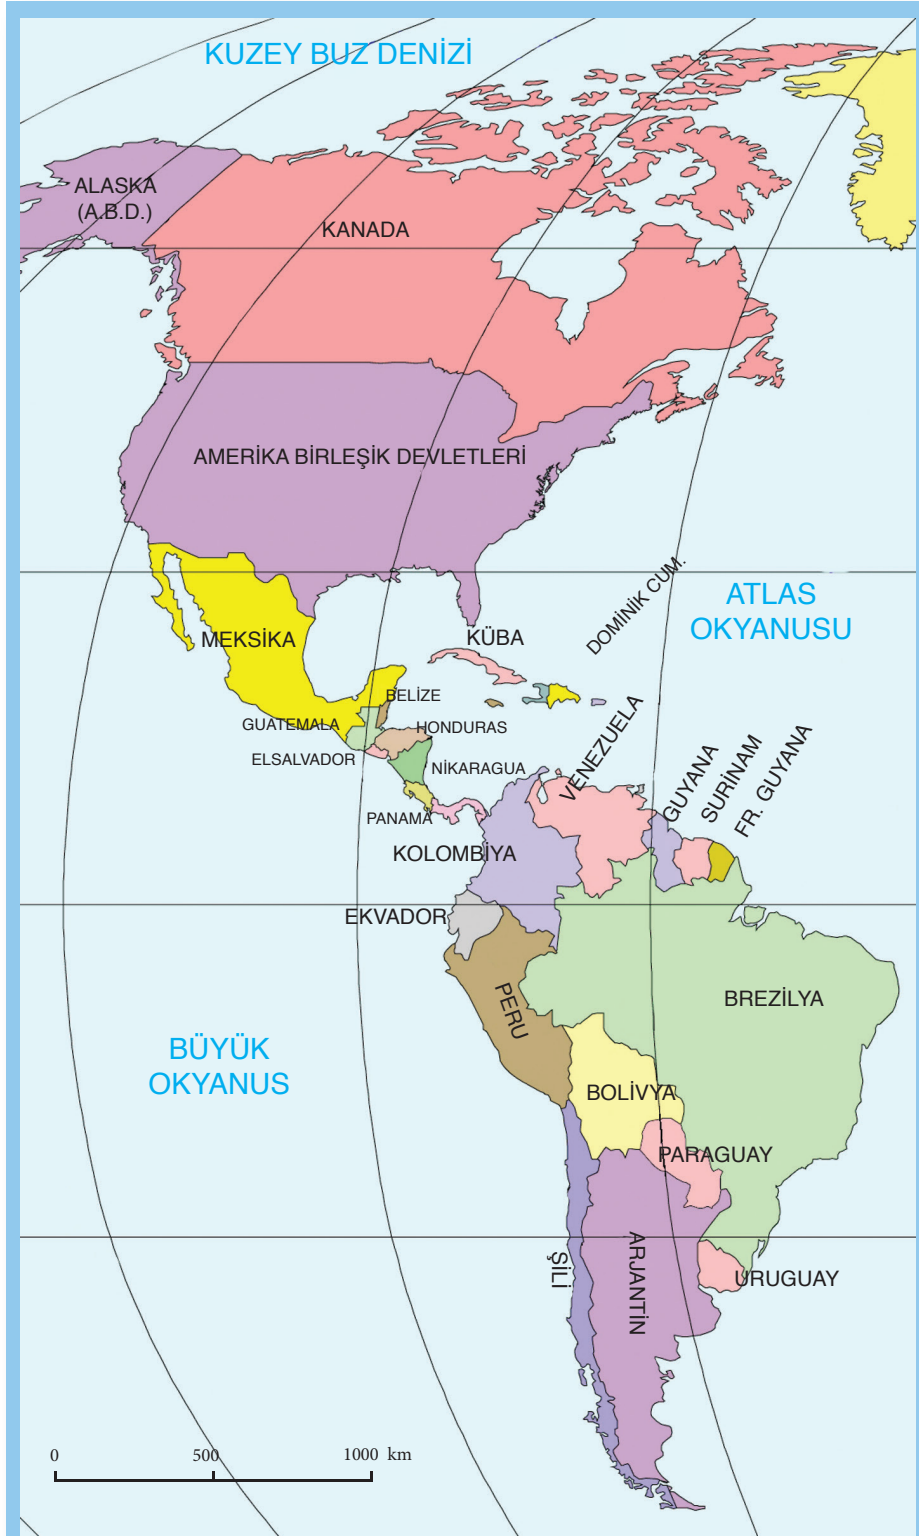 KUZEY BUZ DENİZİ
ALASKA
(A.B.D.)
KANADA
AMERİKA BİRLEŞİK DEVLETLERİ
DOMİNİK CUM.
ATLAS
OKYANUSU
MEKSİKA
KÜBA
BELİZE
GUATEMALA
HONDURAS
ELSALVADOR
NİKARAGUA
VENEZUELA
GUYANA
SURİNAM
FR. GUYANA
PANAMA
KOLOMBİYA
EKVADOR
PERU
BREZİLYA
BÜYÜK
OKYANUS
BOLİVYA
PARAGUAY
ŞİLİ
ARJANTİN
URUGUAY
0 500 1000 km